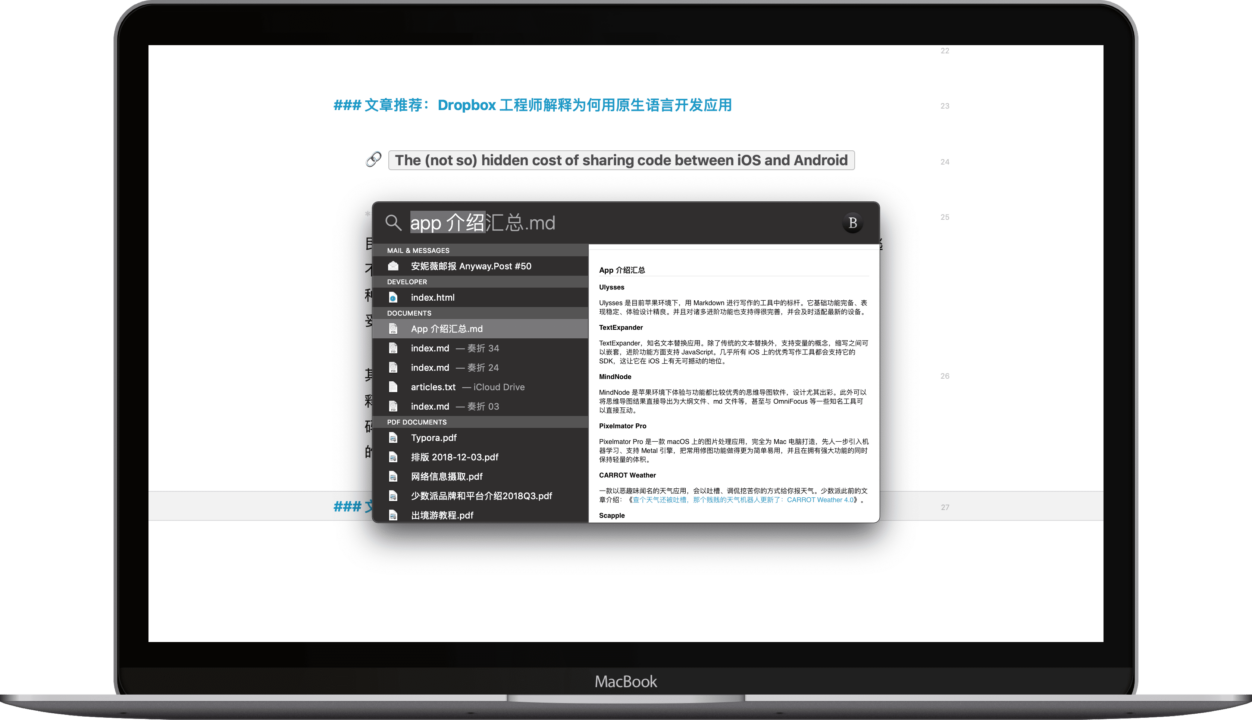 22
### 文章推荐：Dropbox 工程师解释为何用原生语言开发应用
23
The (not so) hidden cost of sharing code between iOS and Android
24
25
app 介绍汇总.md
B
MAIL & MESSAGES
安妮薇邮报 Anyway.Post #50
DEVELOPER
index.html
DOCUMENTS
App 介绍汇总.md
index.md — 奏折 34
index.md — 奏折 24
articles.txt — iCloud Drive
index.md — 奏折 03
PDF DOCUMENTS
Typora.pdf
排版 2018-12-03.pdf
网络信息摄取.pdf
少数派品牌和平台介绍2018Q3.pdf
出境游教程.pdf
App 介绍汇总
Ulysses
Ulysses 是目前苹果环境下，用 Markdown 进行写作的工具中的标杆。它基础功能完备、表
现稳定、体验设计精良。并且对诸多进阶功能也支持得很完善，并会及时适配最新的设备。
TextExpander
TextExpander，知名文本替换应用。除了传统的文本替换外，支持变量的概念，缩写之间可
以嵌套，进阶功能方面支持 JavaScript。几乎所有 iOS 上的优秀写作工具都会支持它的
SDK，这让它在 iOS 上有无可撼动的地位。
MindNode
MindNode 是苹果环境下体验与功能都比较优秀的思维导图软件，设计尤其出彩。此外可以
将思维导图结果直接导出为大纲文件、md 文件等，甚至与 OmniFocus 等一些知名工具可
以直接互动。
Pixelmator Pro
Pixelmator Pro 是一款 macOS 上的图片处理应用，完全为 Mac 电脑打造，先人一步引入机
器学习、支持 Metal 引擎，把常用修图功能做得更为简单易用，并且在拥有强大功能的同时
保持轻量的体积。
CARROT Weather
一款以恶趣味闻名的天气应用，会以吐槽、调侃挖苦你的方式给你报天气。少数派此前的文
章介绍：《查个天气还被吐槽，那个贱贱的天气机器人更新了：CARROT Weather 4.0》。
Scapple
26
###
27
MacBook